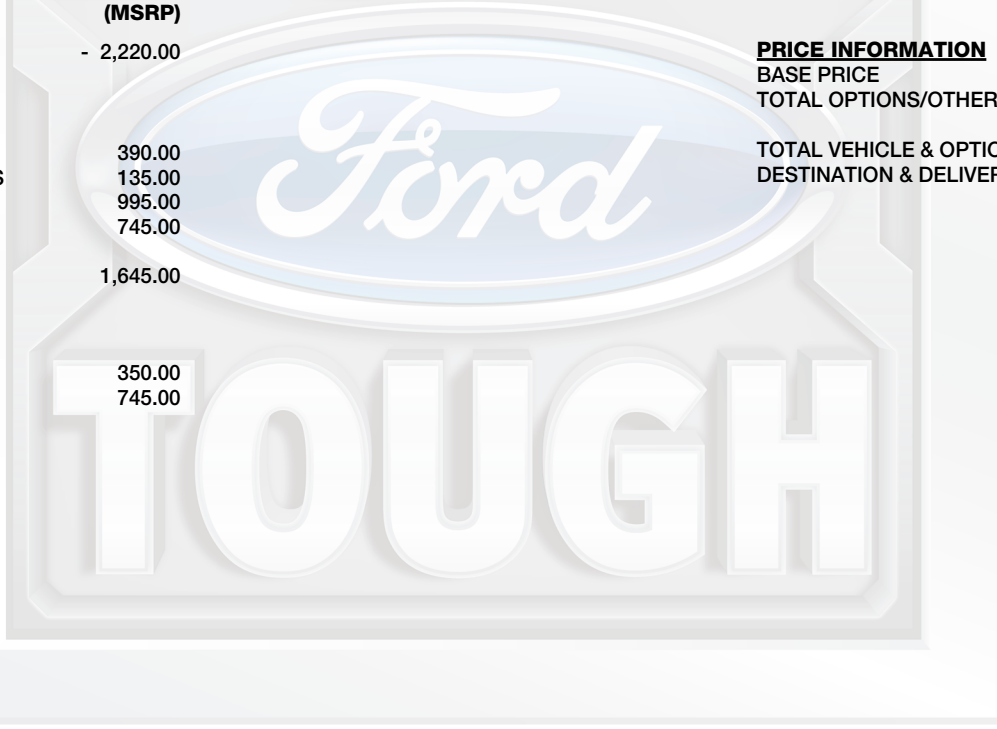 (MSRP)
- 2,220.00
390.00
S 135.00
995.00
745.00
1,645.00
350.00
745.00
PRICE INFORMATION
BASE PRICE
TOTAL OPTIONS/OTHER
TOTAL VEHICLE & OPTIO
DESTINATION & DELIVER
Ford
TOUGH